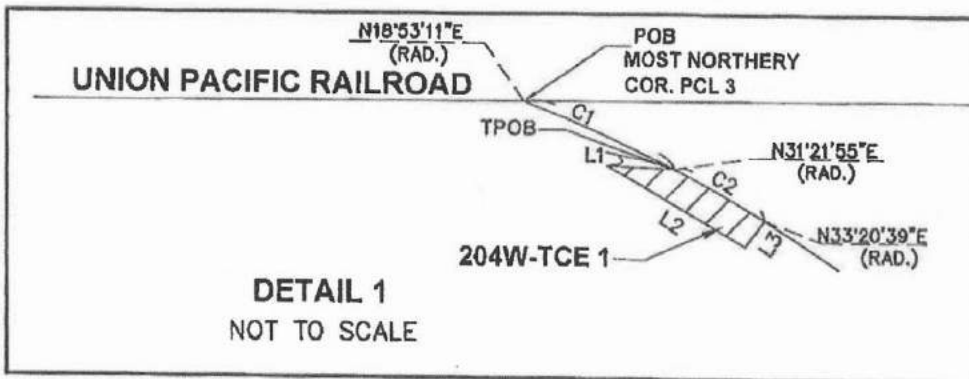 N18°53'11"E
(RAD.)
POB
MOST NORTHERY
COR. PCL 3
UNION PACIFIC RAILROAD
C1
TPOB
L1
N31°21'55"E
(RAD.)
C2
L2
L3
N33°20'39"E
(RAD.)
204W-TCE 1
DETAIL 1
NOT TO SCALE